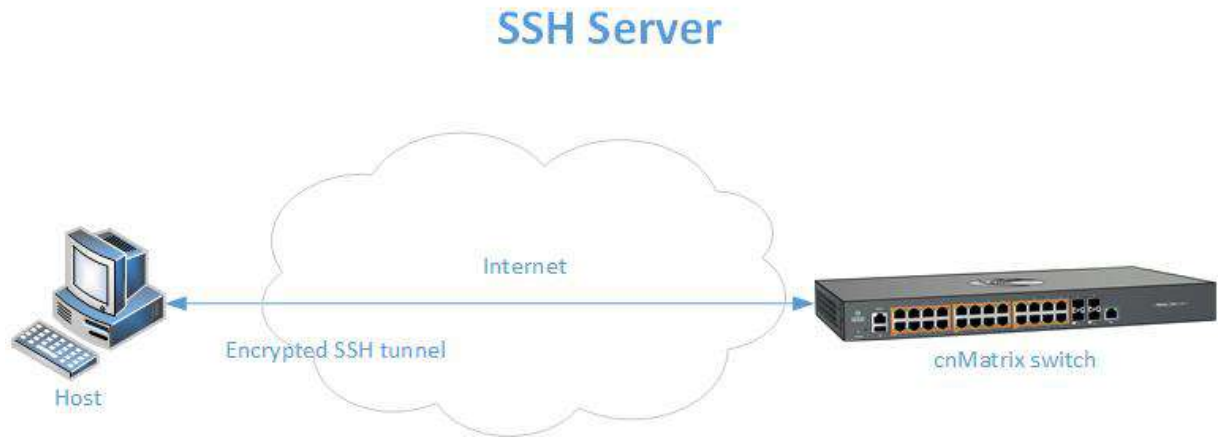 SSH Server
Internet
Encrypted SSH tunnel
Host
cnMatrix switch